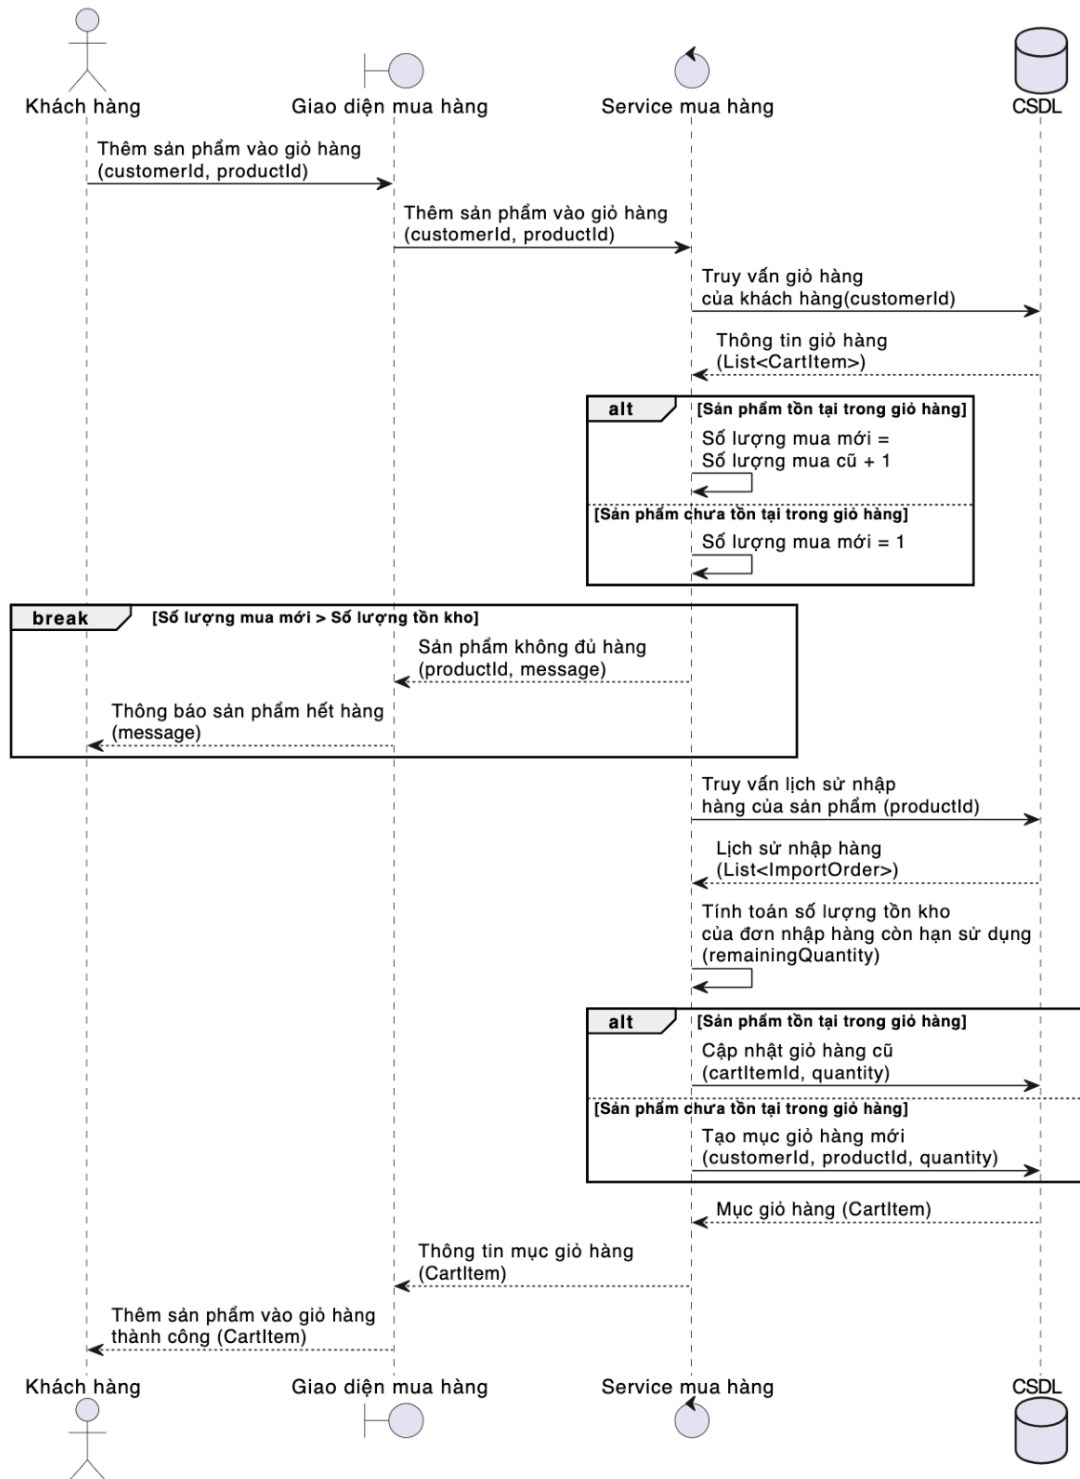 Khách hàng
Giao diện mua hàng
Service mua hàng
CSDL
Thêm sản phẩm vào giỏ hàng
(customerId, productId)
Thêm sản phẩm vào giỏ hàng
(customerId, productId)
Truy vấn giỏ hàng
của khách hàng(customerId)
Thông tin giỏ hàng
(List<CartItem>)
alt
[Sản phẩm tồn tại trong giỏ hàng]
Số lượng mua mới =
Số lượng mua cũ + 1
[Sản phẩm chưa tồn tại trong giỏ hàng]
Số lượng mua mới = 1
break
[Số lượng mua mới > Số lượng tồn kho]
Sản phẩm không đủ hàng
(productId, message)
Thông báo sản phẩm hết hàng
(message)
Truy vấn lịch sử nhập
hàng của sản phẩm (productId)
Lịch sử nhập hàng
(List<ImportOrder>)
Tính toán số lượng tồn kho
của đơn nhập hàng còn hạn sử dụng
(remainingQuantity)
alt
[Sản phẩm tồn tại trong giỏ hàng]
Cập nhật giỏ hàng cũ
(cartItemId, quantity)
[Sản phẩm chưa tồn tại trong giỏ hàng]
Tạo mục giỏ hàng mới
(customerId, productId, quantity)
Mục giỏ hàng (CartItem)
Thông tin mục giỏ hàng
(CartItem)
Thêm sản phẩm vào giỏ hàng
thành công (CartItem)
Khách hàng
Giao diện mua hàng
Service mua hàng
CSDL